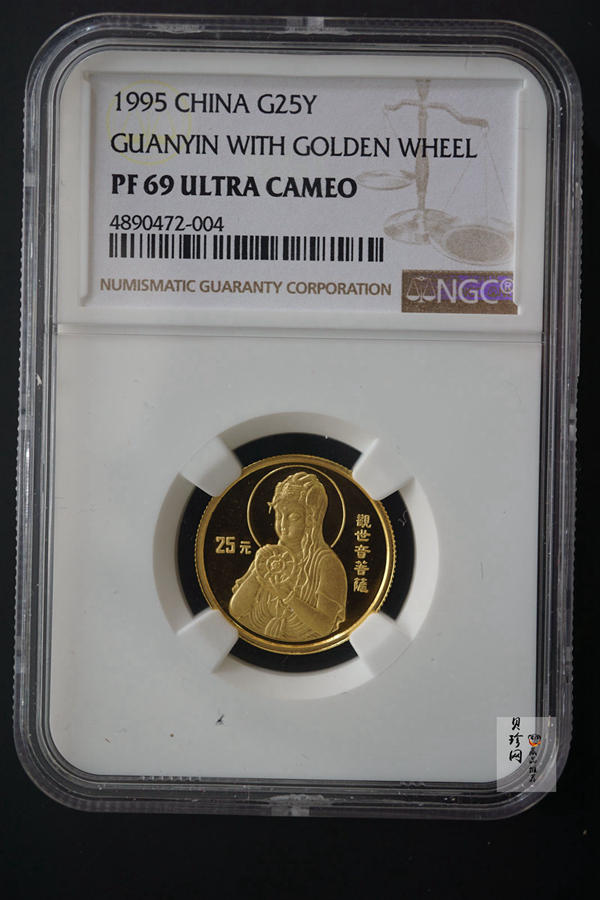 1995 CHINA G25Y
GUANYIN WITH GOLDEN WHEEL
PF 69 ULTRA CAMEO
4890472-004
NUMISMATIC GUARANTY CORPORATION
NGC®
25元
觀世音菩薩
貝珍网